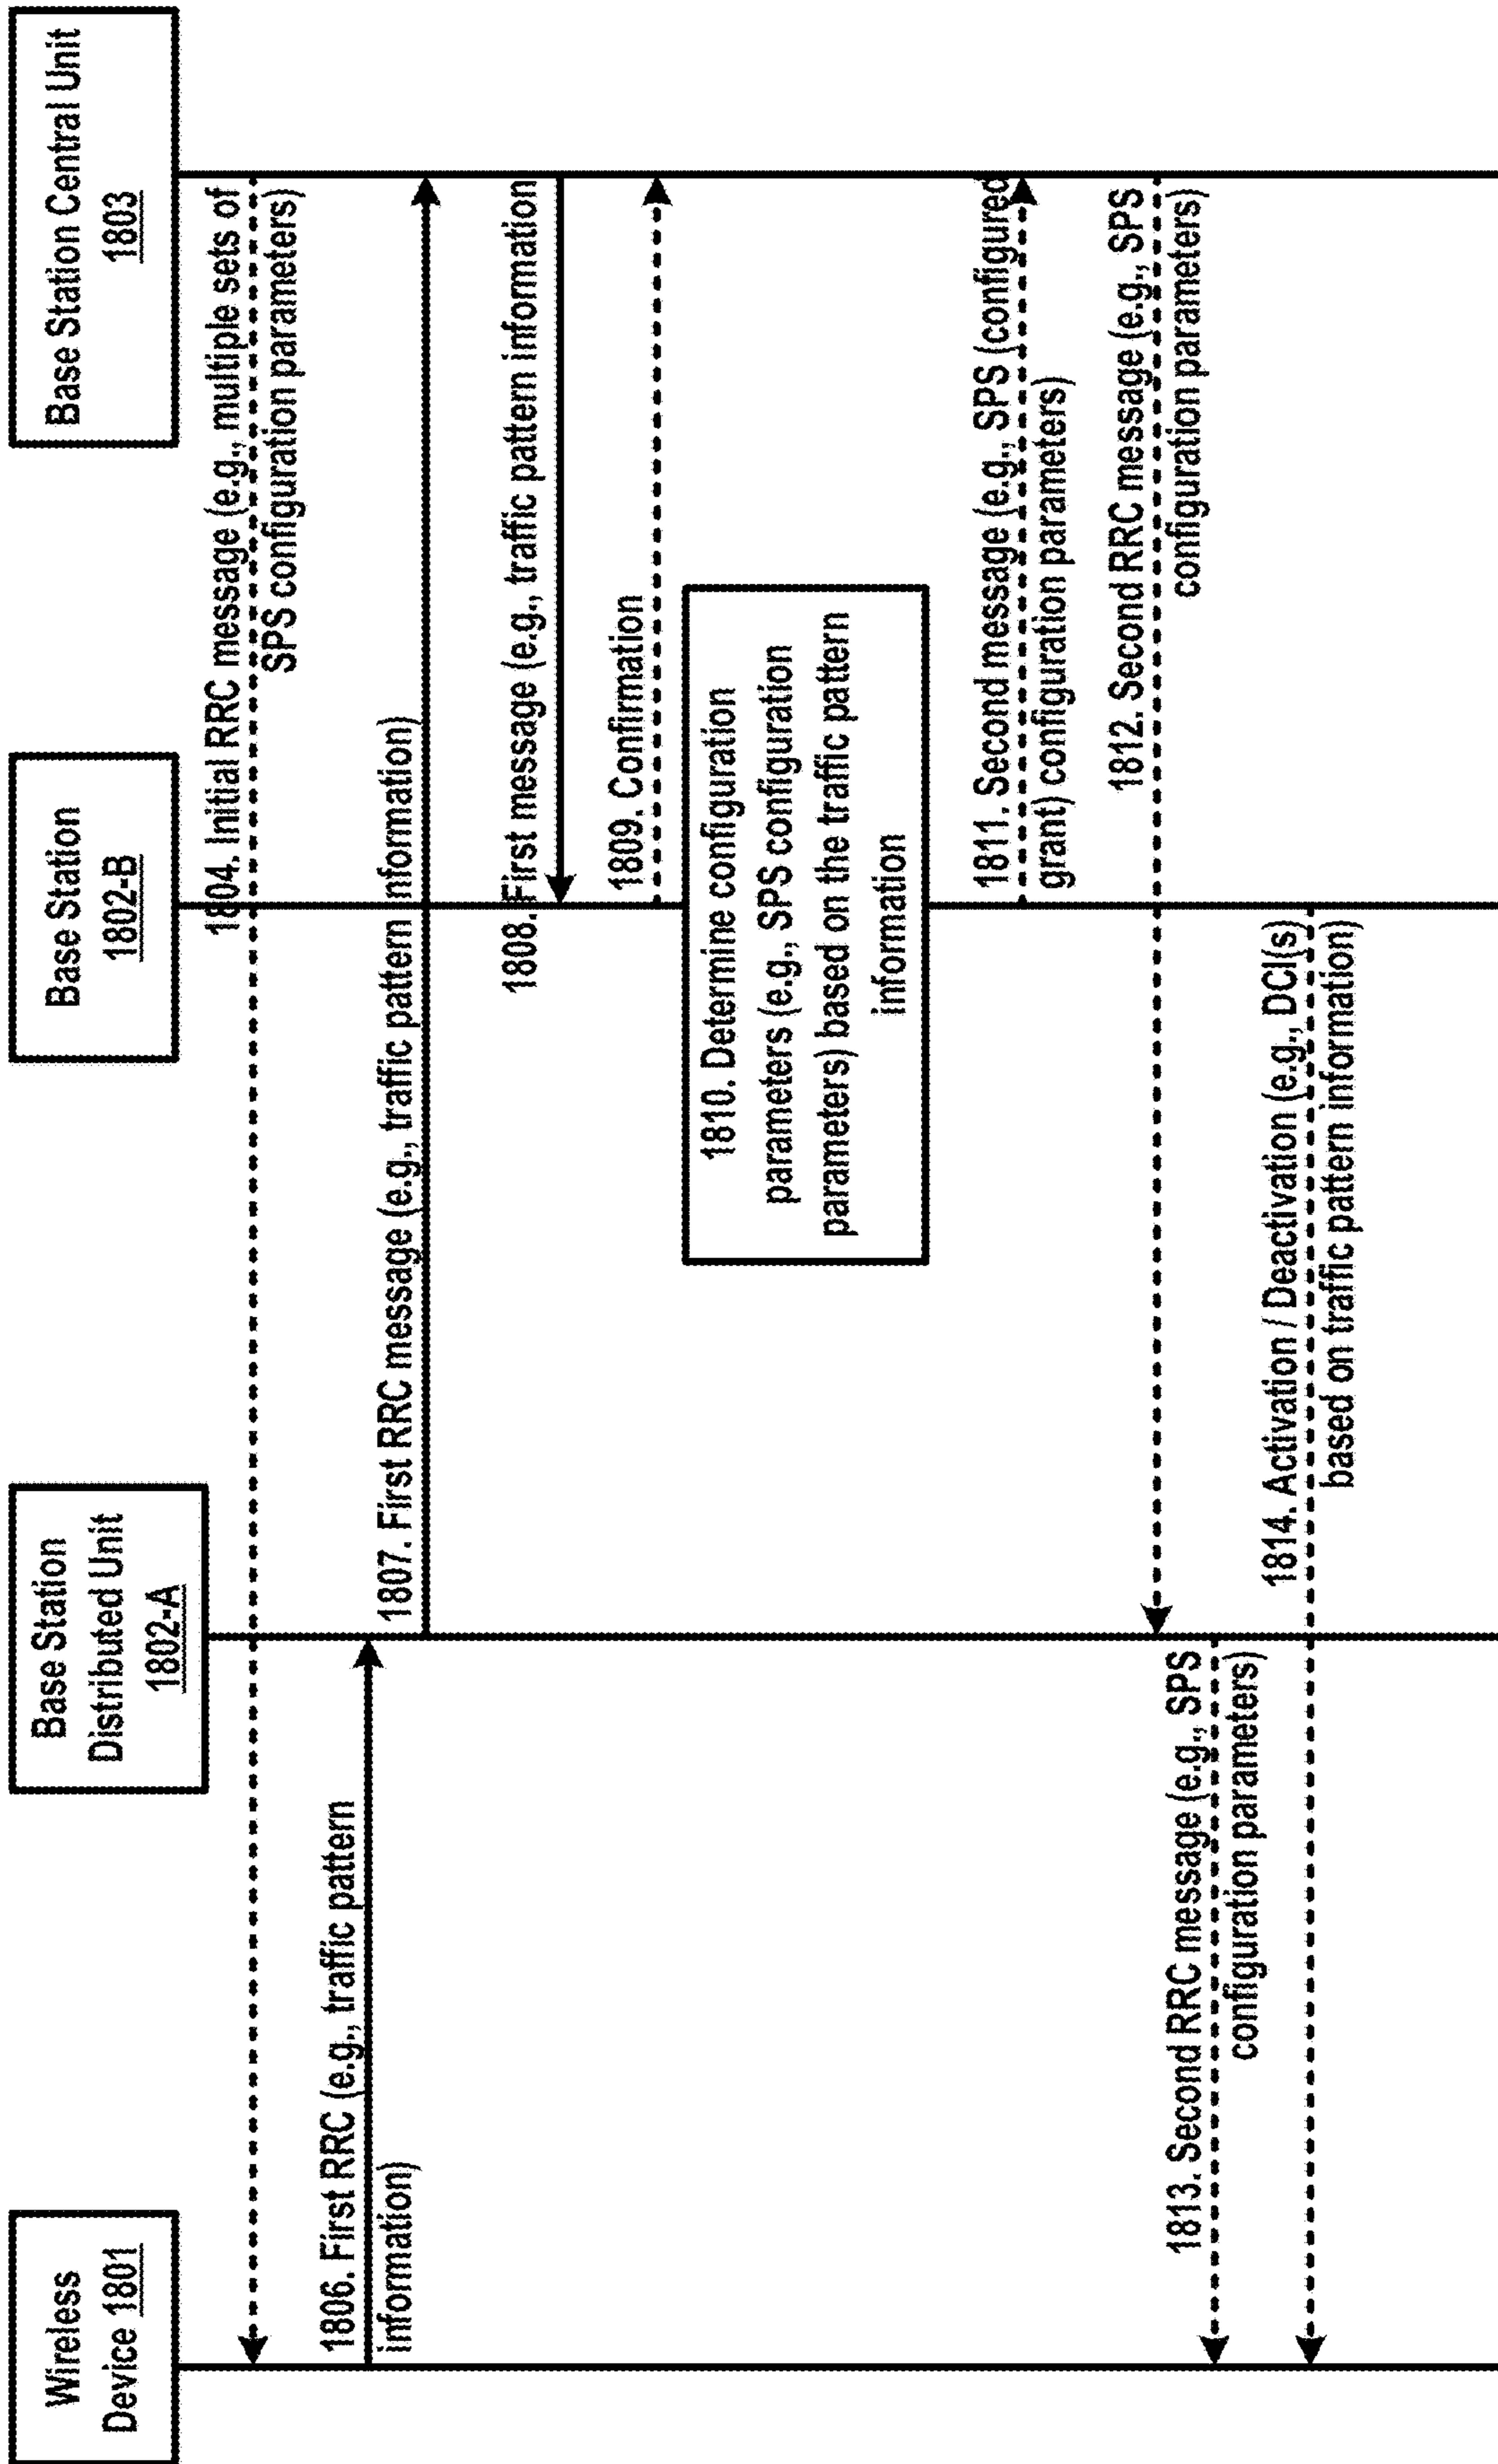 Wireless
Device 1801
Base Station
Distributed Unit
1802-A
Base Station
1802-B
Base Station Central Unit
1803
1804. Initial RRC message (e.g., multiple sets of
SPS configuration parameters)
1806. First RRC (e.g., traffic pattern
information)
1807. First RRC message (e.g., traffic pattern information)
1808. First message (e.g., traffic pattern information
1809. Confirmation
1810. Determine configuration
parameters (e.g., SPS configuration
parameters) based on the traffic pattern
information
1811. Second message (e.g., SPS (configured
grant) configuration parameters)
1812. Second RRC message (e.g., SPS
configuration parameters)
1813. Second RRC message (e.g., SPS
configuration parameters)
1814. Activation / Deactivation (e.g., DCI(s)
based on traffic pattern information)